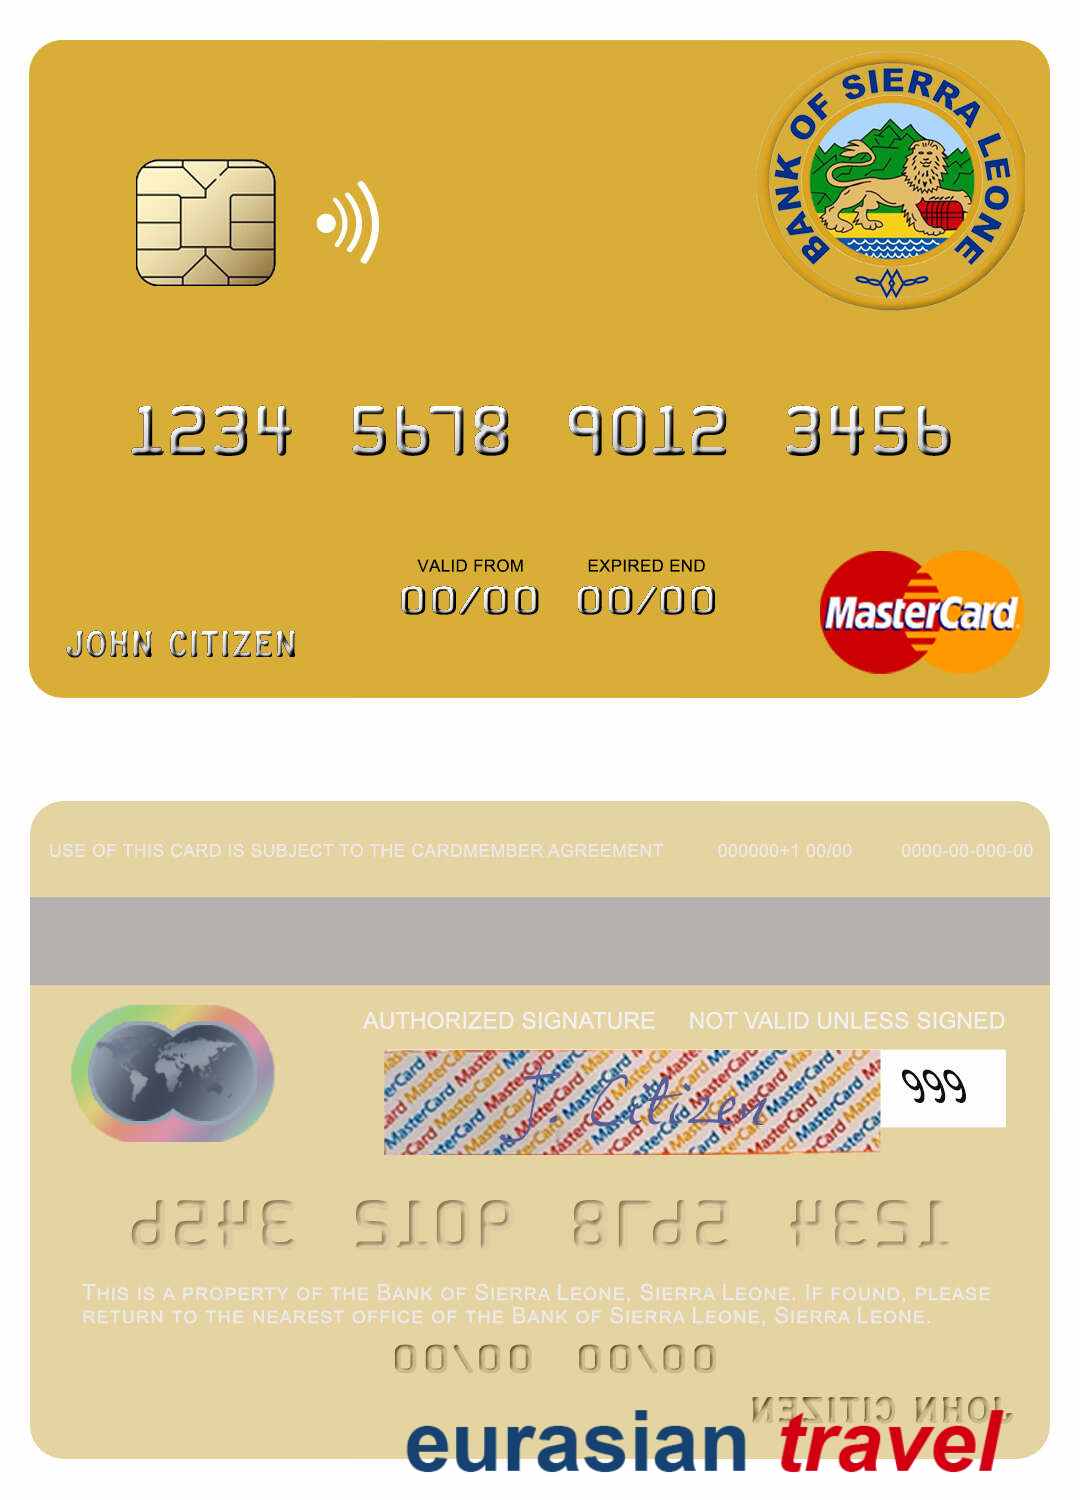 BANK OF SIERRA LEONE
1234 5678 9012 3456
VALID FROM EXPIRED END
00/00 00/00
JOHN CITIZEN
MasterCard
USE OF THIS CARD IS SUBJECT TO THE CARDMEMBER AGREEMENT 000000+1 00/00 0000-00-000-00
AUTHORIZED SIGNATURE NOT VALID UNLESS SIGNED
J. Citizen
999
1234 5678 9012 3456
THIS IS A PROPERTY OF THE BANK OF SIERRA LEONE, SIERRA LEONE. IF FOUND, PLEASE
RETURN TO THE NEAREST OFFICE OF THE BANK OF SIERRA LEONE, SIERRA LEONE.
00/00 00/00
JOHN CITIZEN
eurasian travel